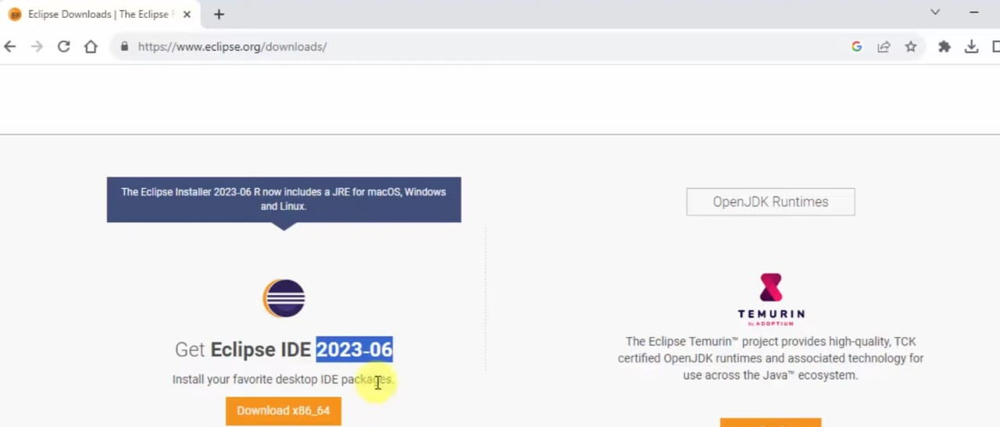 Eclipse Downloads | The Eclipse F
https://www.eclipse.org/downloads/
The Eclipse Installer 2023-06 R now includes a JRE for macOS, Windows
and Linux.
Get Eclipse IDE 2023-06
Install your favorite desktop IDE packages.
Download x86_64
OpenJDK Runtimes
TEMURIN
by ADOPTIUM
The Eclipse Temurin™ project provides high-quality, TCK
certified OpenJDK runtimes and associated technology for
use across the Java™ ecosystem.